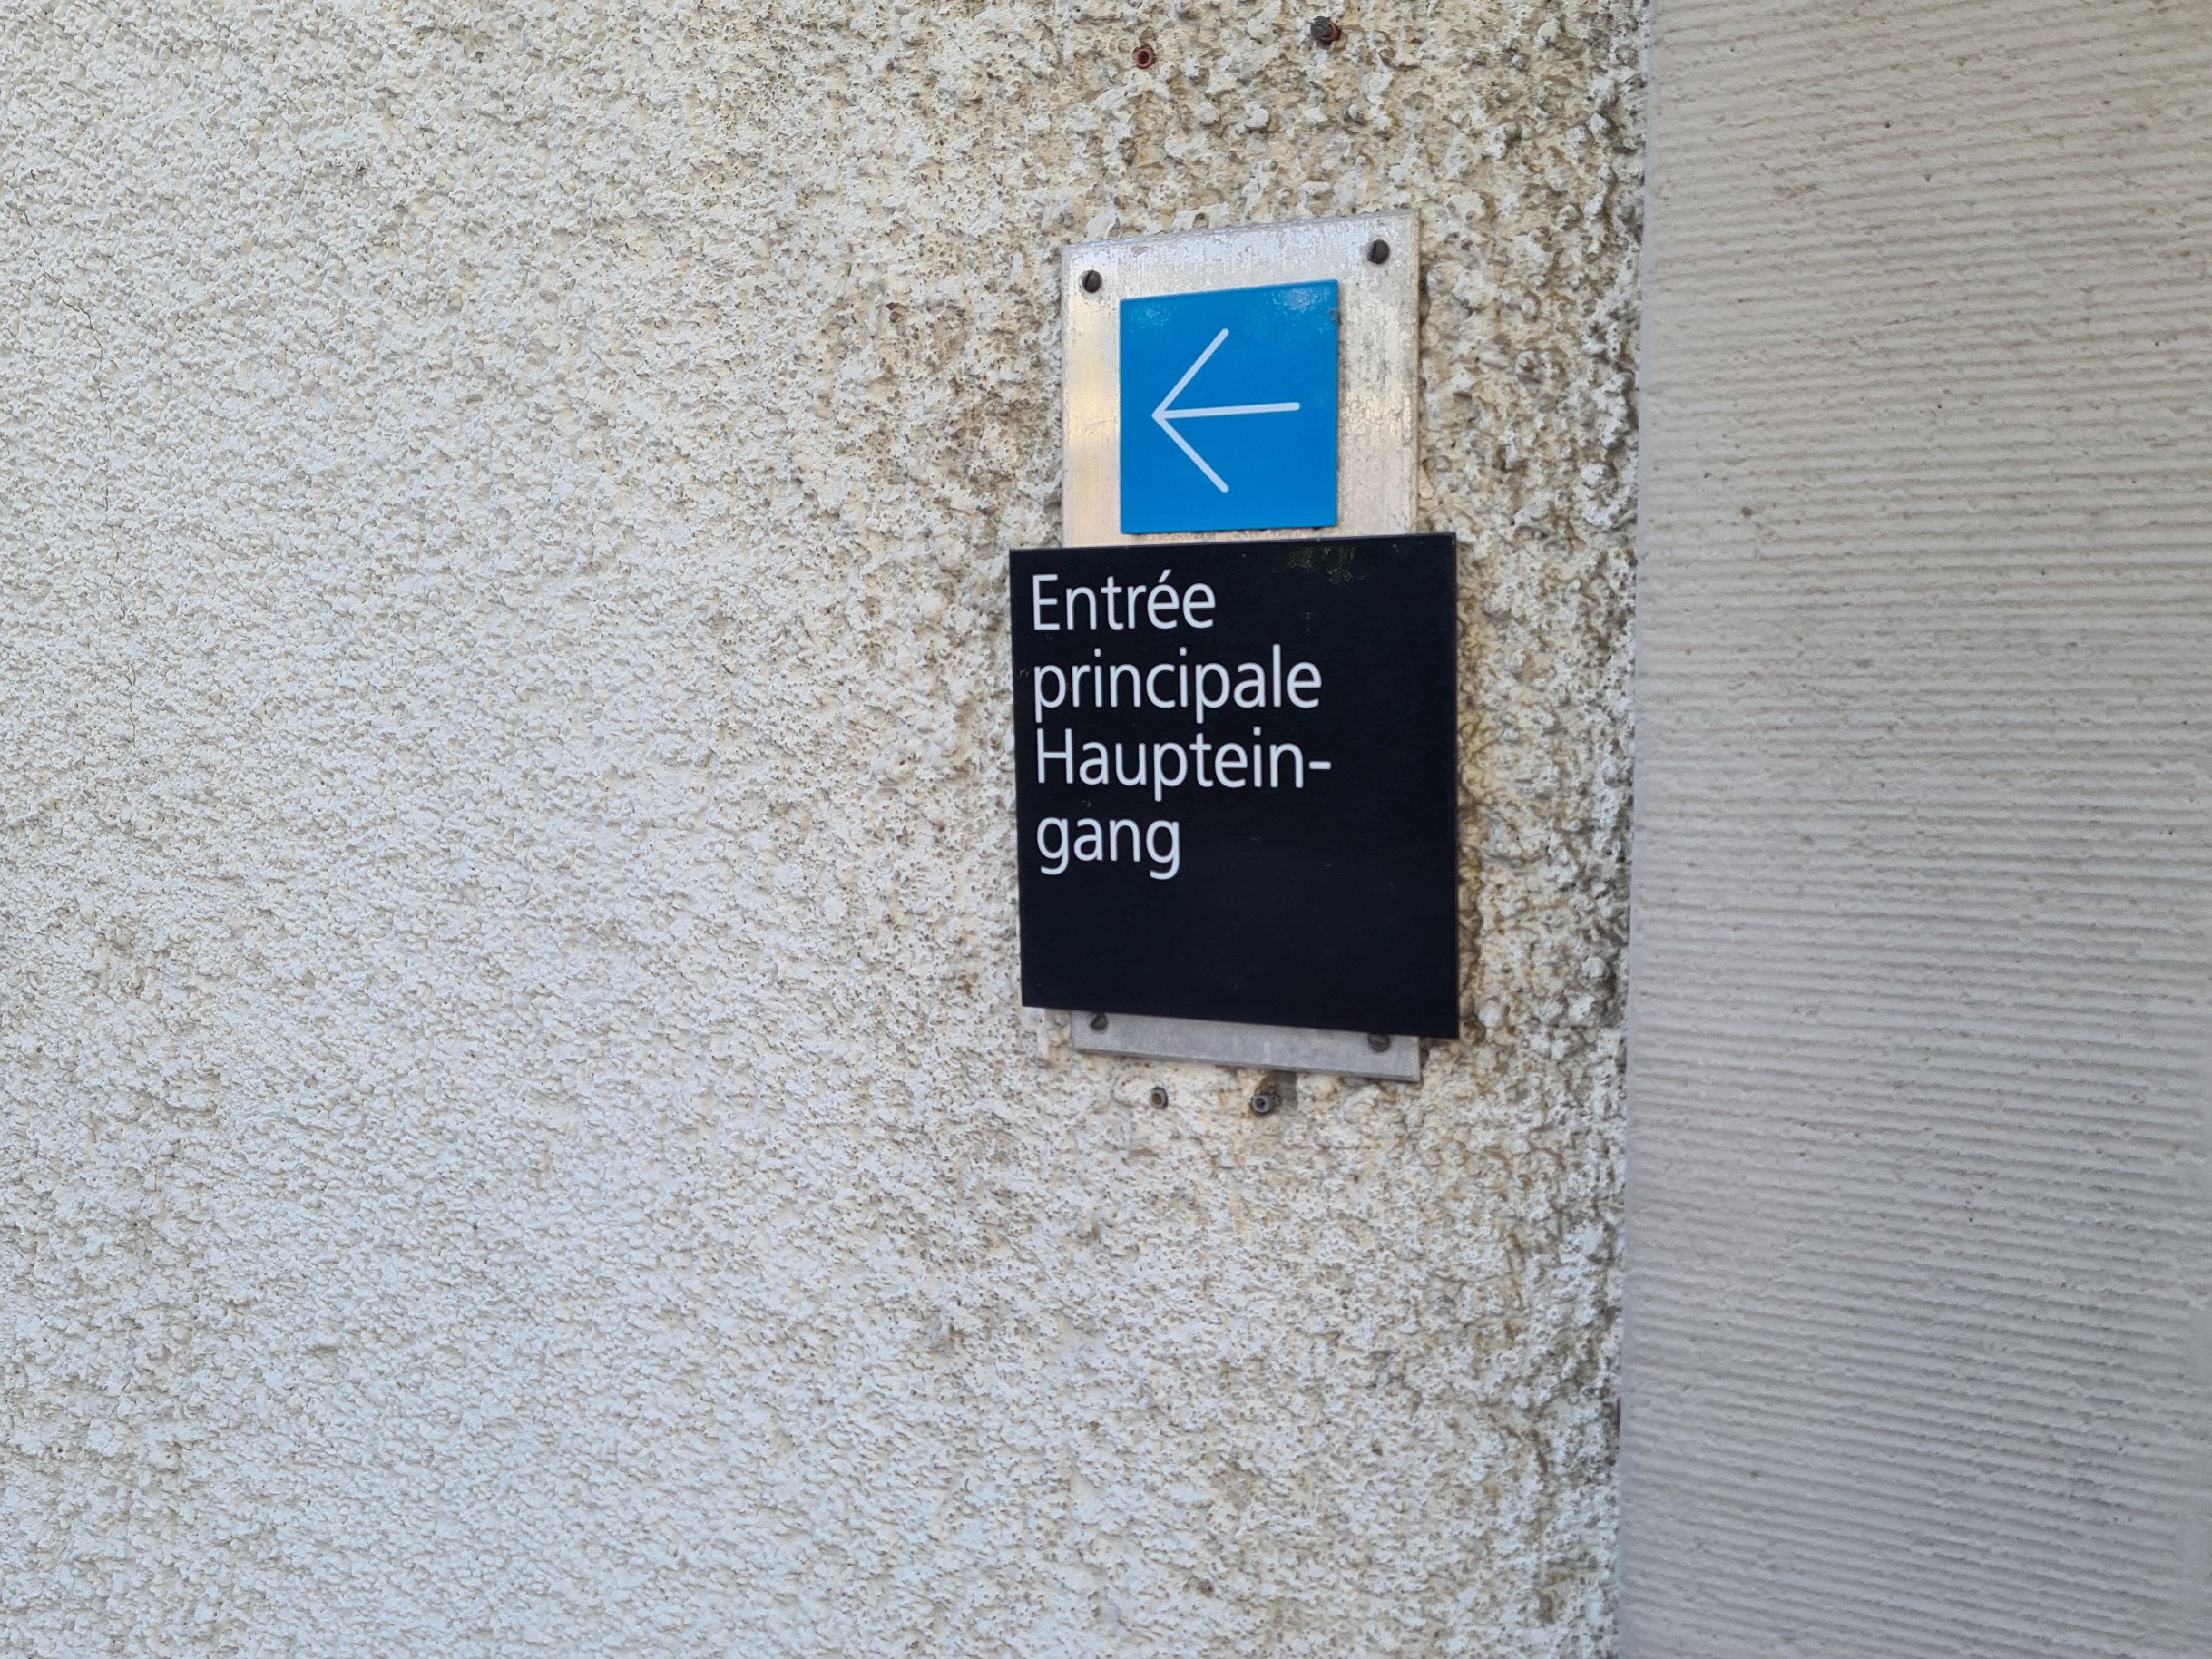 Entrée
principale
Hauptein-
gang